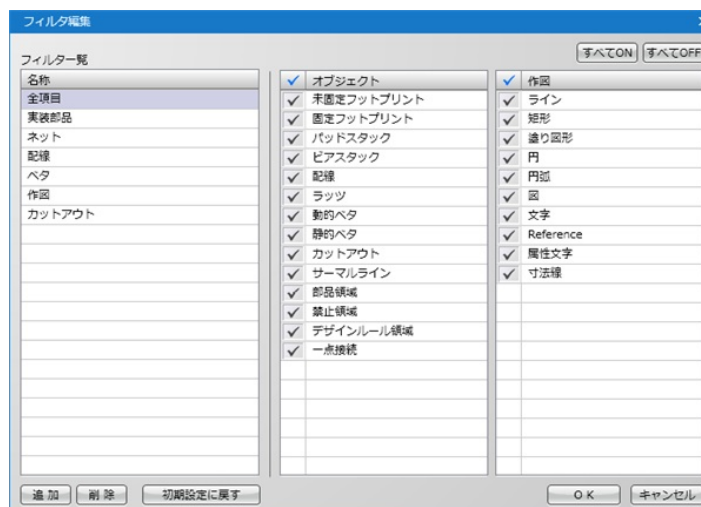 フィルタ編集
すべてON すべてOFF
フィルター覧
名称
全項目
実装部品
ネット
配線
ベタ
作図
カットアウト
オブジェクト
未固定フットプリント
固定フットプリント
パッドスタック
ビアスタック
配線
ラッツ
動的ベタ
静的ベタ
カットアウト
サーマルライン
部品領域
禁止領域
デザインルール領域
一点接続
作図
ライン
矩形
塗り図形
円
円弧
図
文字
Reference
属性文字
寸法線
追加 削除 初期設定に戻す OK キャンセル